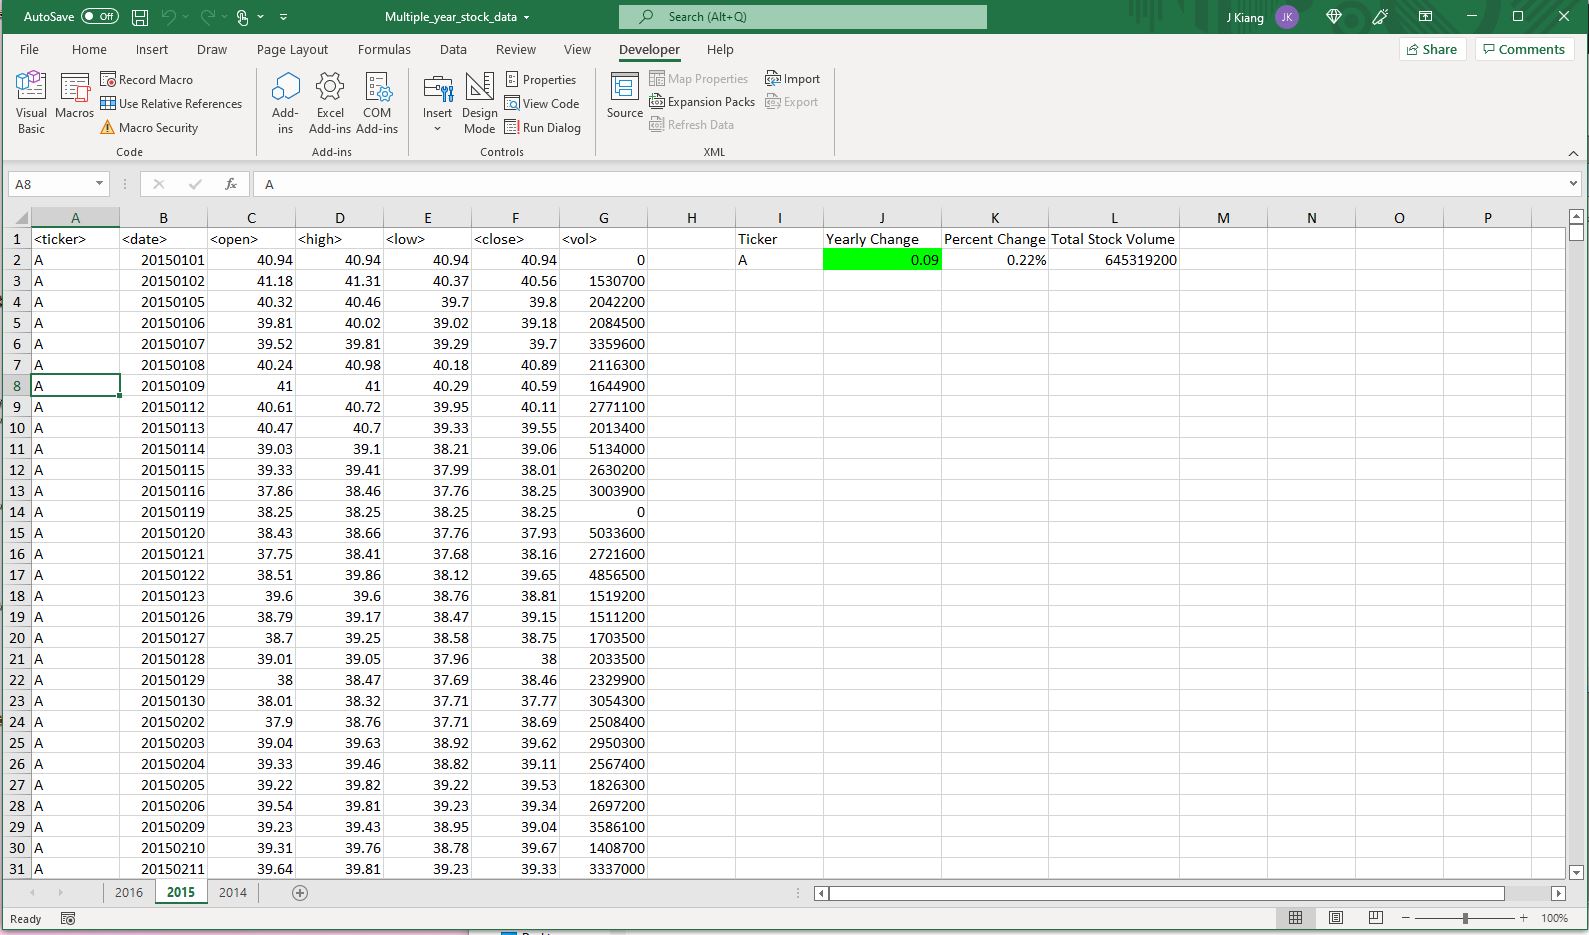 AutoSave Off Multiple_year_stock_data Search (Alt+Q) J Kiang JK
File Home Insert Draw Page Layout Formulas Data Review View Developer Help Share Comments
Visual Basic
Macros
Record Macro
Use Relative References
Macro Security
Code
Add-ins
Excel Add-ins
COM Add-ins
Add-ins
Insert
Design Mode
Properties
View Code
Run Dialog
Controls
Source
Map Properties
Expansion Packs
Refresh Data
Import
Export
XML
A8 fx A
A B C D E F G H I J K L M N O P
1 <ticker> <date> <open> <high> <low> <close> <vol> Ticker Yearly Change Percent Change Total Stock Volume
2 A 20150101 40.94 40.94 40.94 40.94 0 A 0.09 0.22% 645319200
3 A 20150102 41.18 41.31 40.37 40.56 1530700
4 A 20150105 40.32 40.46 39.7 39.8 2042200
5 A 20150106 39.81 40.02 39.02 39.18 2084500
6 A 20150107 39.52 39.81 39.29 39.7 3359600
7 A 20150108 40.24 40.98 40.18 40.89 2116300
8 A 20150109 41 41 40.29 40.59 1644900
9 A 20150112 40.61 40.72 39.95 40.11 2771100
10 A 20150113 40.47 40.7 39.33 39.55 2013400
11 A 20150114 39.03 39.1 38.21 39.06 5134000
12 A 20150115 39.33 39.41 37.99 38.01 2630200
13 A 20150116 37.86 38.46 37.76 38.25 3003900
14 A 20150119 38.25 38.25 38.25 38.25 0
15 A 20150120 38.43 38.66 37.76 37.93 5033600
16 A 20150121 37.75 38.41 37.68 38.16 2721600
17 A 20150122 38.51 39.86 38.12 39.65 4856500
18 A 20150123 39.6 39.6 38.76 38.81 1519200
19 A 20150126 38.79 39.17 38.47 39.15 1511200
20 A 20150127 38.7 39.25 38.58 38.75 1703500
21 A 20150128 39.01 39.05 37.96 38 2033500
22 A 20150129 38 38.47 37.69 38.46 2329900
23 A 20150130 38.01 38.32 37.71 37.77 3054300
24 A 20150202 37.9 38.76 37.71 38.69 2508400
25 A 20150203 39.04 39.63 38.92 39.62 2950300
26 A 20150204 39.33 39.46 38.82 39.11 2567400
27 A 20150205 39.22 39.82 39.22 39.53 1826300
28 A 20150206 39.54 39.81 39.23 39.34 2697200
29 A 20150209 39.23 39.43 38.95 39.04 3586100
30 A 20150210 39.31 39.76 38.78 39.67 1408700
31 A 20150211 39.64 39.81 39.23 39.33 3337000
2016 2015 2014
Ready 100%